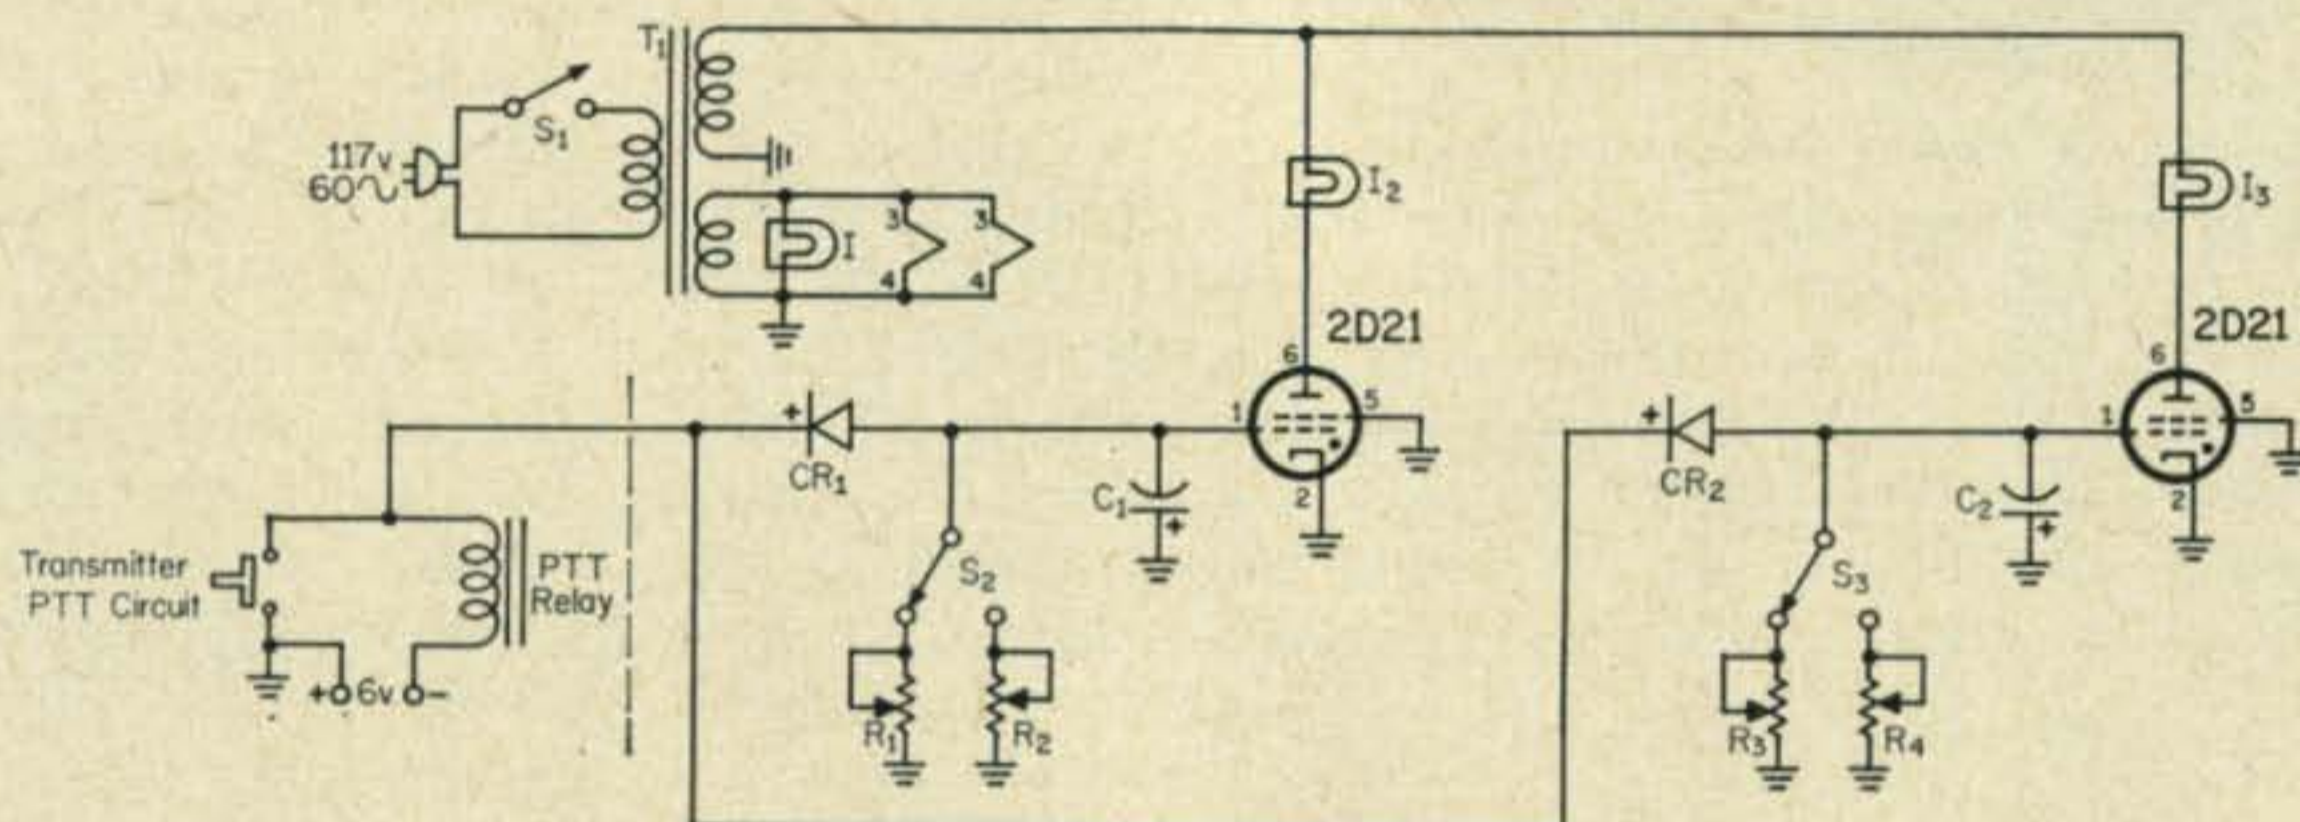 T1
S1
117v
60
I
3
3
4
4
I2
I3
2D21
2D21
6
6
1
5
1
5
+
CR1
+
CR2
2
2
C1
+
C2
+
Transmitter
PTT Circuit
PTT
Relay
S2
S3
+ 6v -
R1
R2
R3
R4